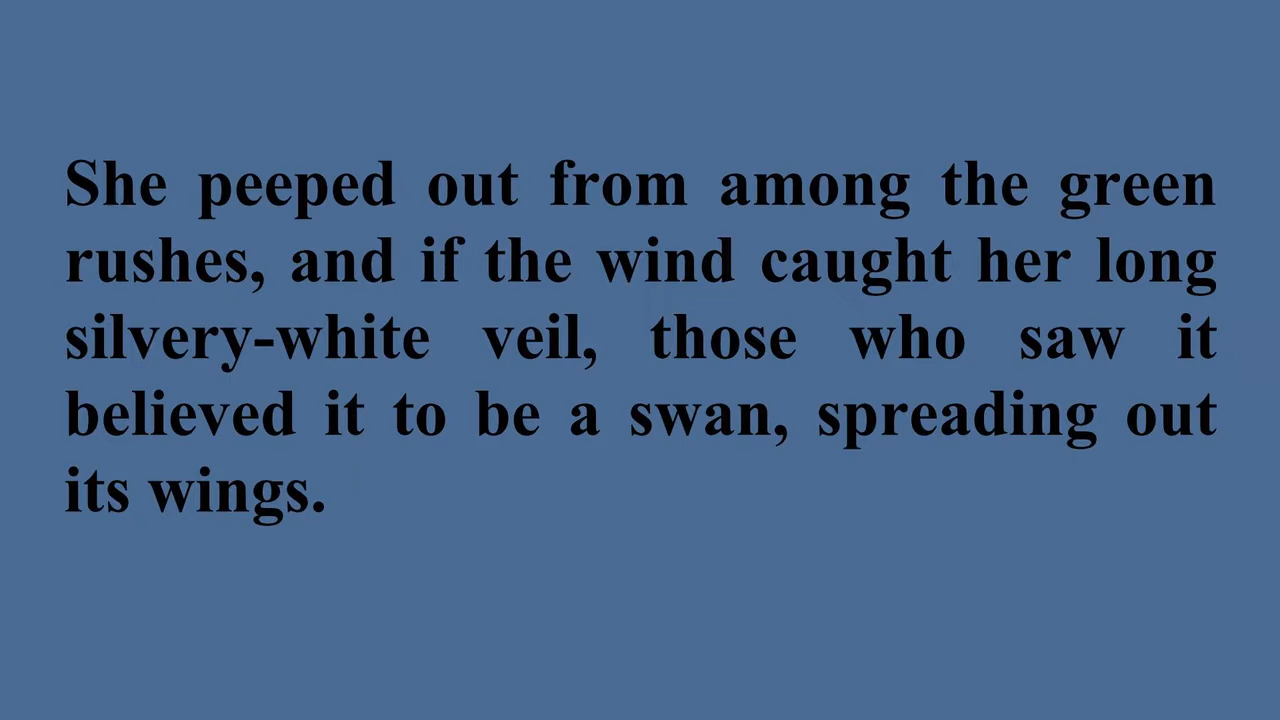 She peeped out from among the green
rushes, and if the wind caught her long
silvery-white veil, those who saw it
believed it to be a swan, spreading out
its wings.